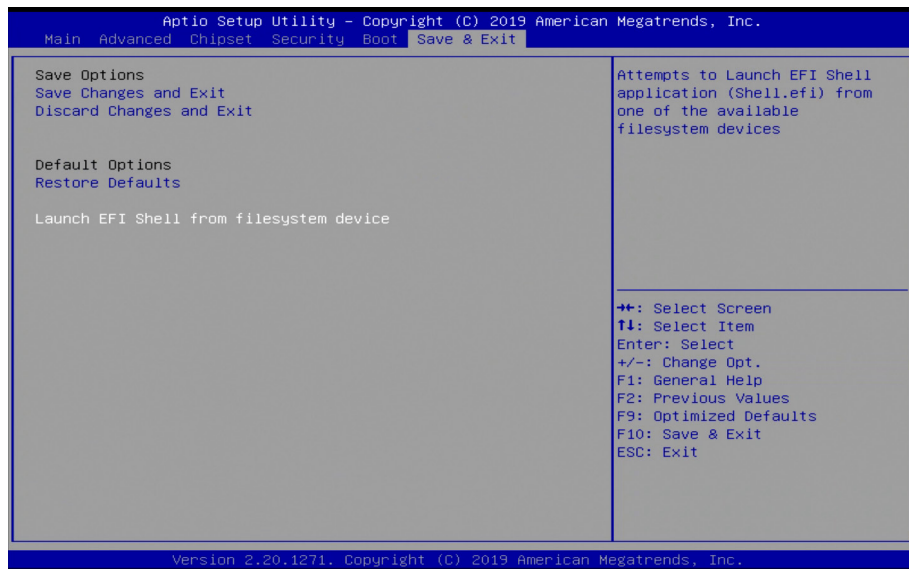 Aptio Setup Utility – Copyright (C) 2019 American Megatrends, Inc.
Main Advanced Chipset Security Boot Save & Exit
Save Options
Save Changes and Exit
Discard Changes and Exit
Default Options
Restore Defaults
Launch EFI Shell from filesystem device
Attempts to Launch EFI Shell
application (Shell.efi) from
one of the available
filesystem devices
→←: Select Screen
↑↓: Select Item
Enter: Select
+/-: Change Opt.
F1: General Help
F2: Previous Values
F9: Optimized Defaults
F10: Save & Exit
ESC: Exit
Version 2.20.1271. Copyright (C) 2019 American Megatrends, Inc.